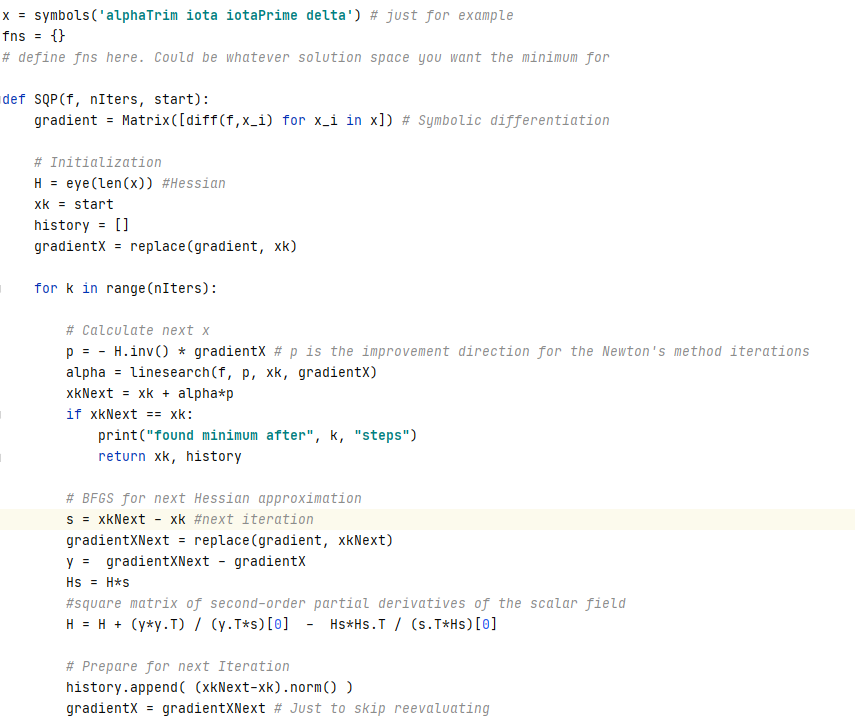 x = symbols('alphaTrim iota iotaPrime delta') # just for example
fns = {}
# define fns here. Could be whatever solution space you want the minimum for

def SQP(f, nIters, start):
    gradient = Matrix([diff(f,x_i) for x_i in x]) # Symbolic differentiation

    # Initialization
    H = eye(len(x)) #Hessian
    xk = start
    history = []
    gradientX = replace(gradient, xk)

    for k in range(nIters):

        # Calculate next x
        p = - H.inv() * gradientX # p is the improvement direction for the Newton's method iterations
        alpha = linesearch(f, p, xk, gradientX)
        xkNext = xk + alpha*p
        if xkNext == xk:
            print("found minimum after", k, "steps")
            return xk, history

        # BFGS for next Hessian approximation
        s = xkNext - xk #next iteration
        gradientXNext = replace(gradient, xkNext)
        y =  gradientXNext - gradientX
        Hs = H*s
        #square matrix of second-order partial derivatives of the scalar field
        H = H + (y*y.T) / (y.T*s)[0]  -  Hs*Hs.T / (s.T*Hs)[0]

        # Prepare for next Iteration
        history.append( (xkNext-xk).norm() )
        gradientX = gradientXNext # Just to skip reevaluating